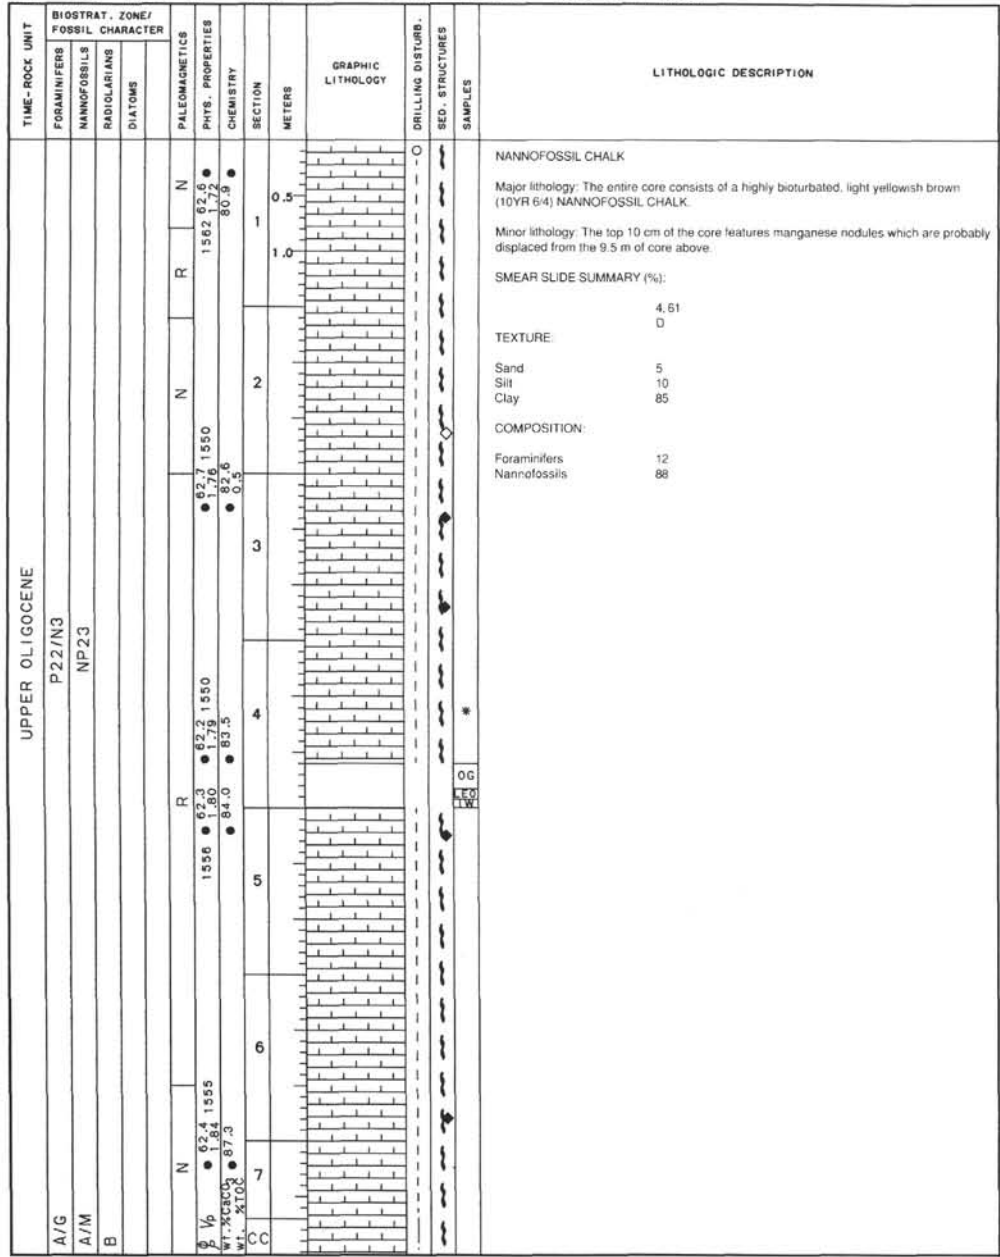 TIME-ROCK UNIT
BIOSTRAT. ZONE/
FOSSIL CHARACTER
FORAMINIFERS
NANNOFOSSILS
RADIOLARIANS
DIATOMS
PALEOMAGNETICS
PHYS. PROPERTIES
CHEMISTRY
SECTION
METERS
GRAPHIC
LITHOLOGY
DRILLING DISTURB.
SED. STRUCTURES
SAMPLES
LITHOLOGIC DESCRIPTION
UPPER OLIGOCENE
P22/N3
A/G
NP23
A/M
B
N
R
N
R
N
1562 62.6
1.72
80.9
62.7 1550
1.76
82.6
0.5
62.2 1550
1.79
83.5
1556 62.3
1.80
84.0
62.4 1555
1.84
87.3
ϕ Vp
ρ
wt.%CaCO3
wt. %TOC
1
2
3
4
5
6
7
CC
0.5
1.0
*
OG
LEO
IW
NANNOFOSSIL CHALK
Major lithology: The entire core consists of a highly bioturbated, light yellowish brown
(10YR 6/4) NANNOFOSSIL CHALK.
Minor lithology: The top 10 cm of the core features manganese nodules which are probably
displaced from the 9.5 m of core above.
SMEAR SLIDE SUMMARY (%):
4, 61
D
TEXTURE:
Sand 5
Silt 10
Clay 85
COMPOSITION:
Foraminifers 12
Nannofossils 88